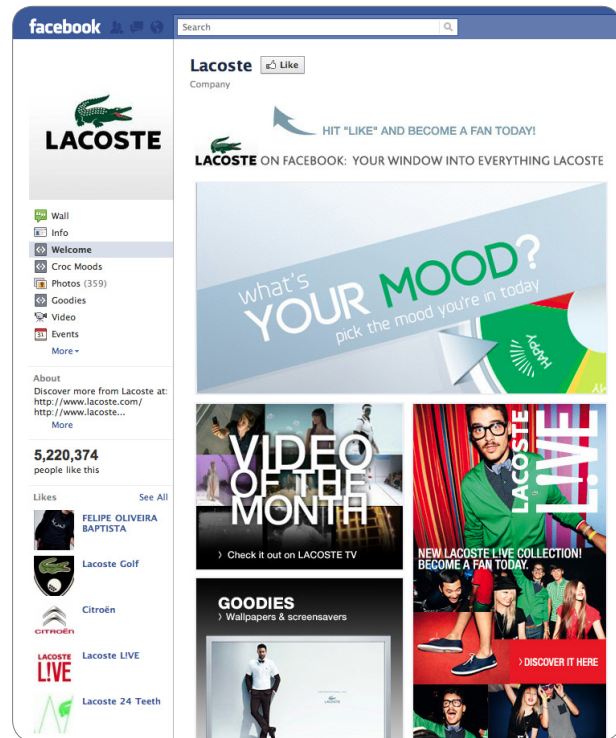 facebook
Search
LACOSTE
Wall
Info
Welcome
Croc Moods
Photos (359)
Goodies
Video
31 Events
More
About
Discover more from Lacoste at:
http://www.lacoste.com/
http://www.lacoste...
More
5,220,374
people like this
Likes
See All
FELIPE OLIVEIRA
BAPTISTA
Lacoste Golf
CITROËN
Citroën
LACOSTE
L!VE
Lacoste L!VE
Lacoste 24 Teeth
Lacoste
Like
Company
HIT "LIKE" AND BECOME A FAN TODAY!
LACOSTE ON FACEBOOK: YOUR WINDOW INTO EVERYTHING LACOSTE
what's
YOUR MOOD?
pick the mood you're in today
HAPPY
VIDEO
OF THE
MONTH
〉Check it out on LACOSTE TV
GOODIES
〉Wallpapers & screensavers
LACOSTE
LACOSTE
L!VE
NEW LACOSTE L!VE COLLECTION!
BECOME A FAN TODAY.
〉DISCOVER IT HERE